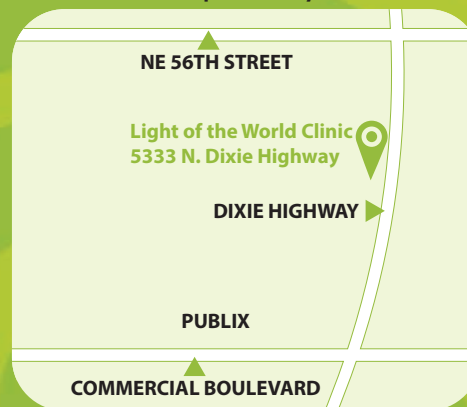 NE 56TH STREET
Light of the World Clinic
5333 N. Dixie Highway
DIXIE HIGHWAY
PUBLIX
COMMERCIAL BOULEVARD